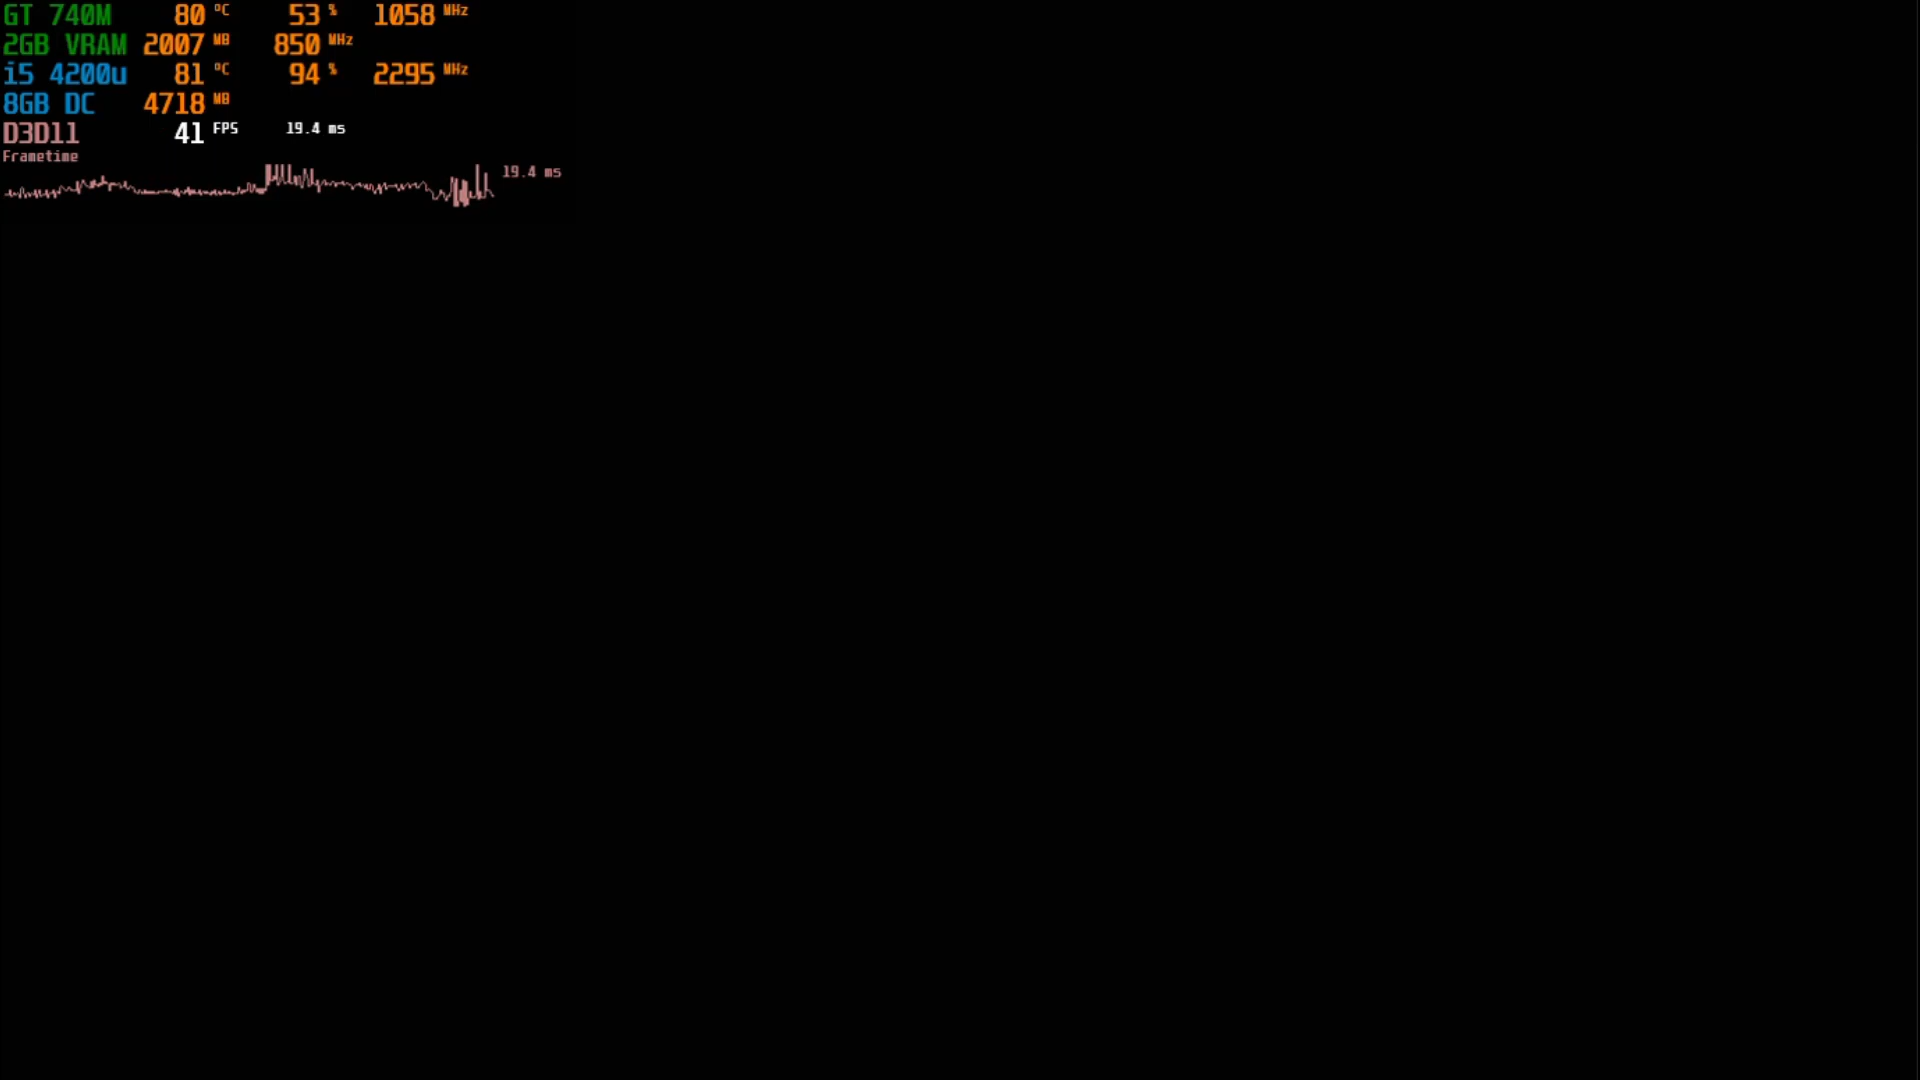 GT 740M 80 °C 53 % 1058 MHz
2GB VRAM 2007 MB 850 MHz
i5 4200u 81 °C 94 % 2295 MHz
8GB DC 4718 MB
D3D11 41 FPS 19.4 ms
Frametime
19.4 ms